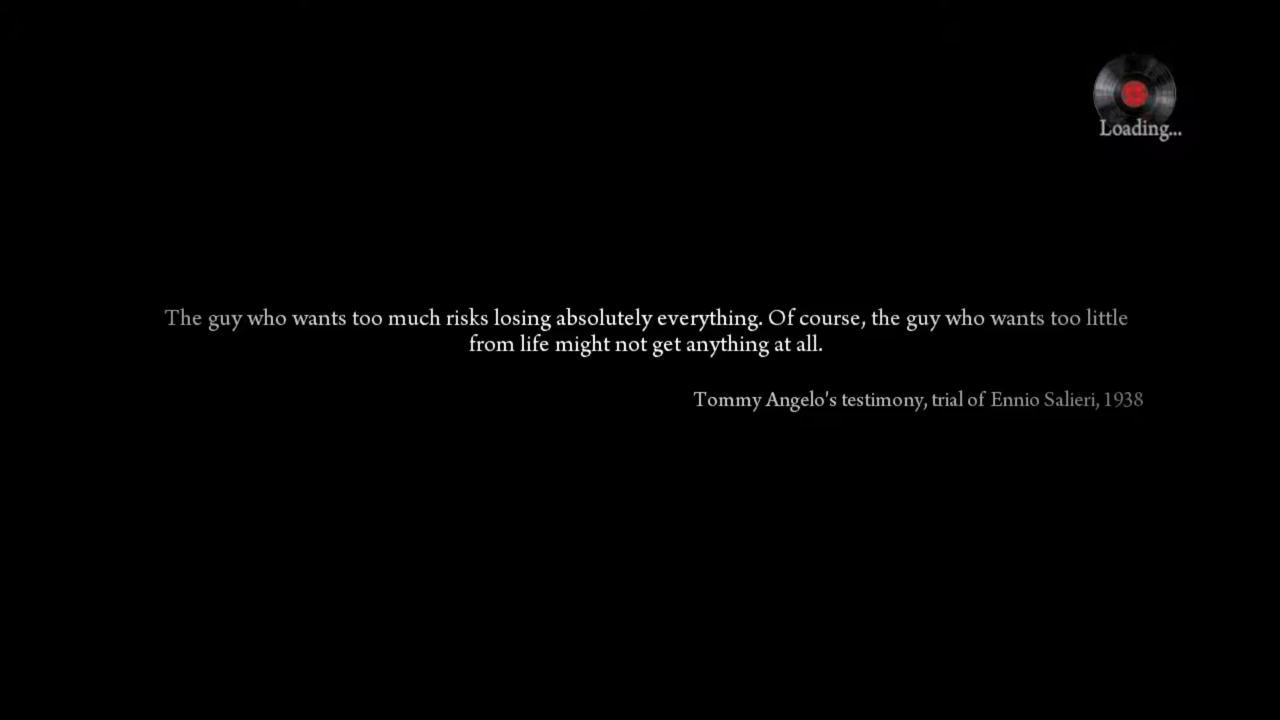 Loading...
The guy who wants too much risks losing absolutely everything. Of course, the guy who wants too little
from life might not get anything at all.
Tommy Angelo's testimony, trial of Ennio Salieri, 1938